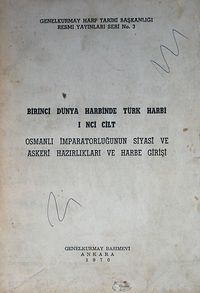 GENELKURMAY HARP TARİHİ BAŞKANLIĞI
RESMİ YAYINLARI SERİ No. 3
BİRİNCİ DÜNYA HARBİNDE TÜRK HARBİ
I NCİ CİLT
OSMANLI İMPARATORLUĞUNUN SİYASİ VE
ASKERİ HAZIRLIKLARI VE HARBE GİRİŞİ
GENELKURMAY BASIMEVİ
ANKARA
1970